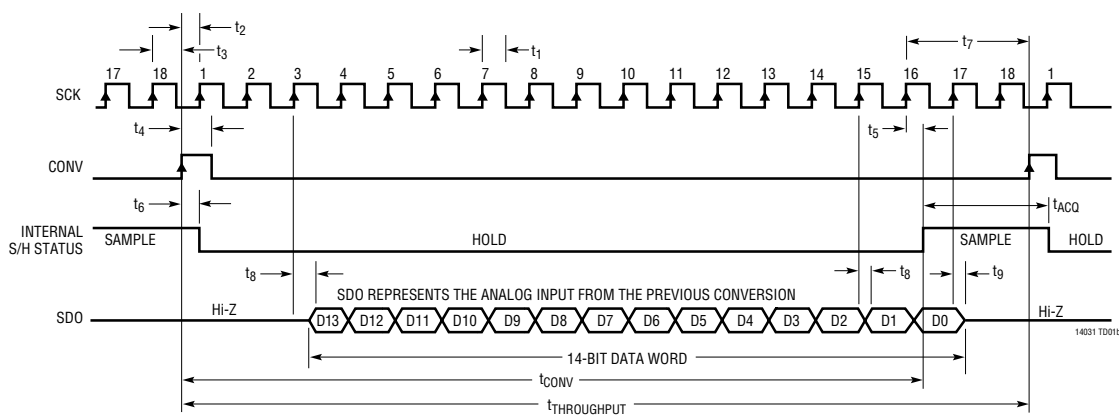 t2
t3
t1
t7
17 18 1 2 3 4 5 6 7 8 9 10 11 12 13 14 15 16 17 18 1
SCK
t4
t5
CONV
t6
tACQ
INTERNAL
S/H STATUS
SAMPLE
HOLD
SAMPLE
HOLD
t8
t8
t9
SDO REPRESENTS THE ANALOG INPUT FROM THE PREVIOUS CONVERSION
SDO
Hi-Z
D13 D12 D11 D10 D9 D8 D7 D6 D5 D4 D3 D2 D1 D0
Hi-Z
14031 TD01b
14-BIT DATA WORD
tCONV
tTHROUGHPUT